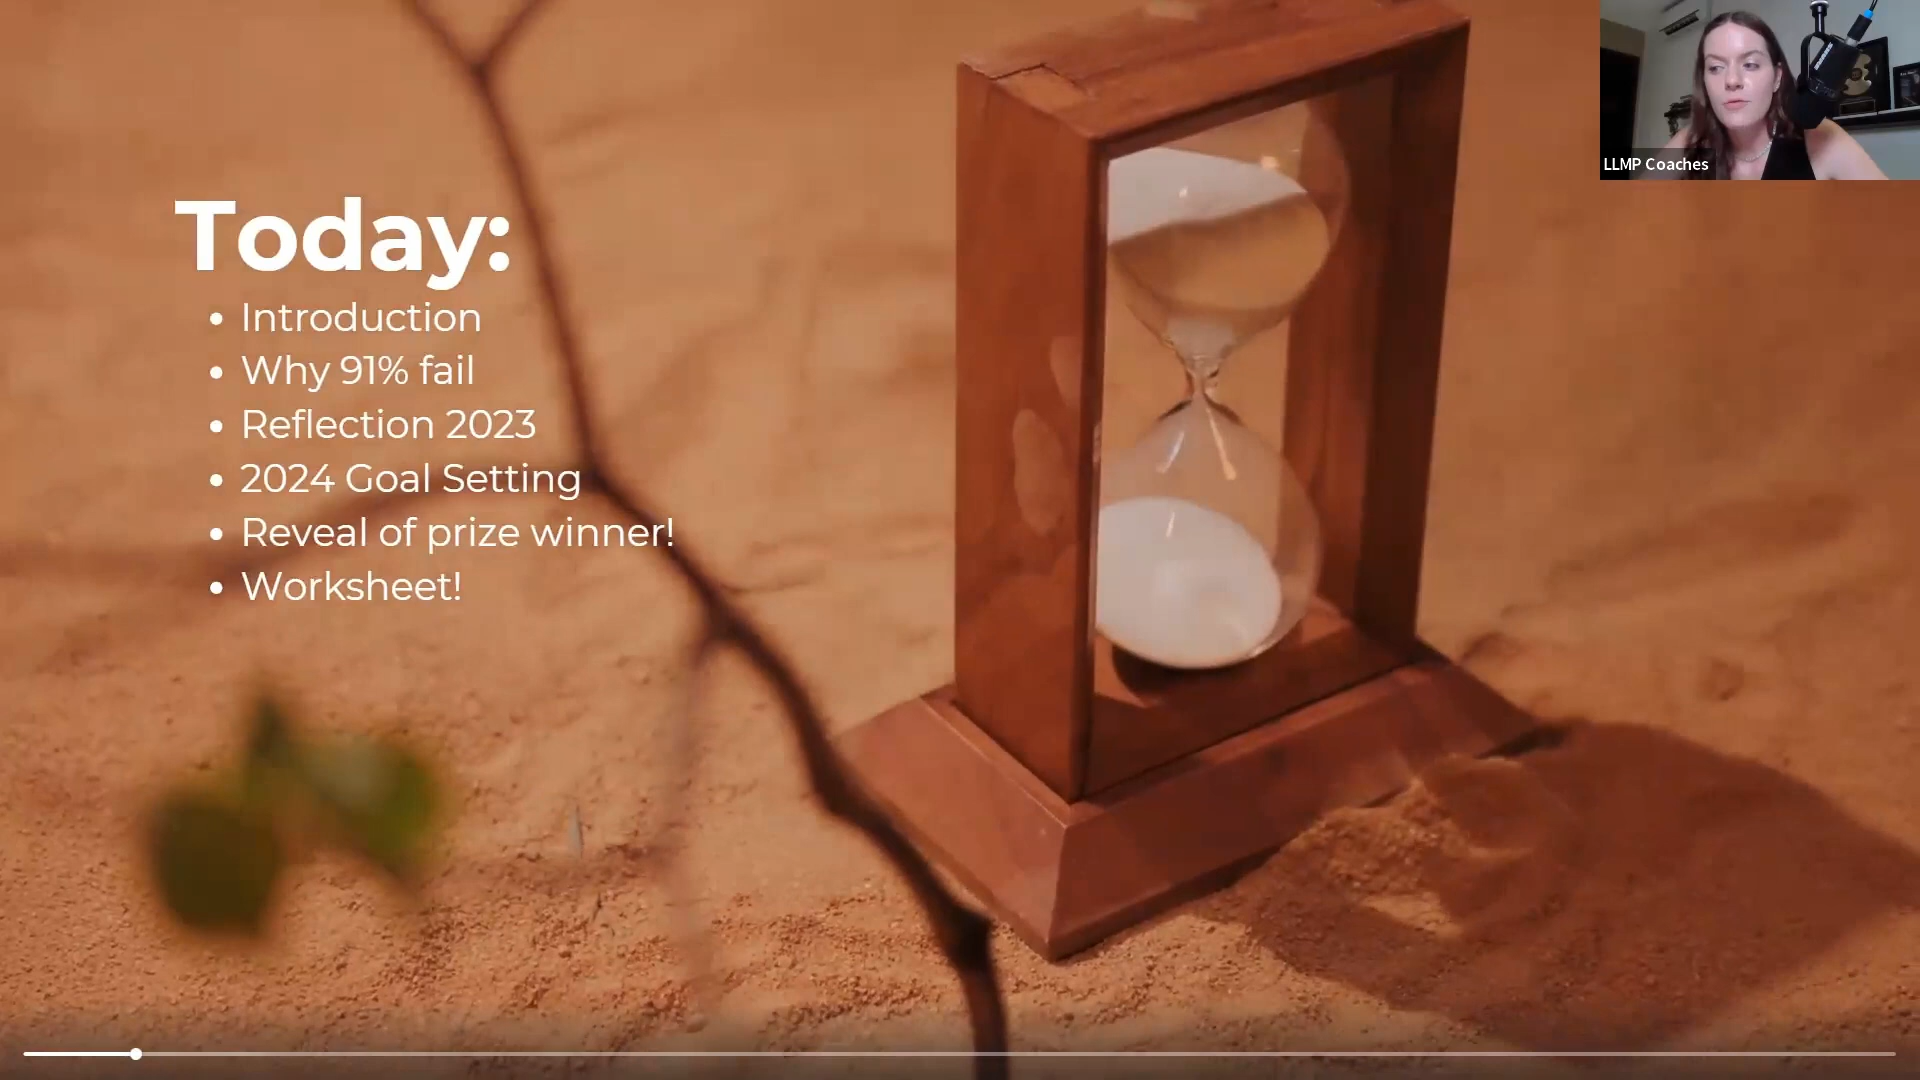 Today:
• Introduction
• Why 91% fail
• Reflection 2023
• 2024 Goal Setting
• Reveal of prize winner!
• Worksheet!
LLMP Coaches